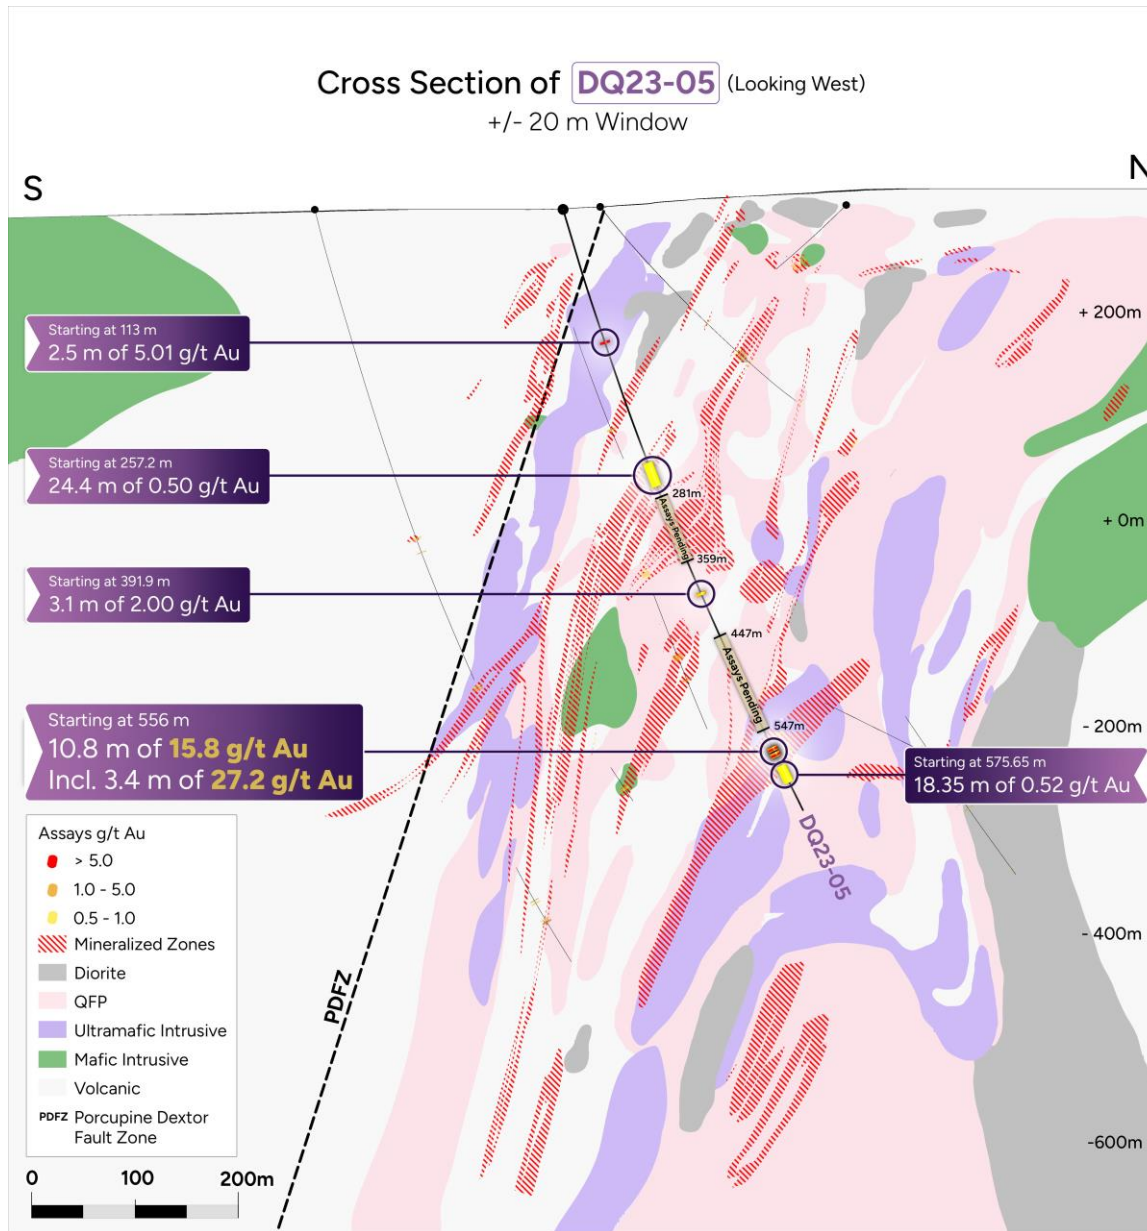 Cross Section of DQ23-05 (Looking West)
+/- 20 m Window
S
N
Starting at 113 m
2.5 m of 5.01 g/t Au
+ 200m
Starting at 257.2 m
24.4 m of 0.50 g/t Au
281m
Assays Pending
359m
+ 0m
Starting at 391.9 m
3.1 m of 2.00 g/t Au
447m
Assays Pending
547m
- 200m
Starting at 556 m
10.8 m of 15.8 g/t Au
Incl. 3.4 m of 27.2 g/t Au
Starting at 575.65 m
18.35 m of 0.52 g/t Au
DQ23-05
- 400m
PDFZ
-600m
Assays g/t Au
> 5.0
1.0 - 5.0
0.5 - 1.0
Mineralized Zones
Diorite
QFP
Ultramafic Intrusive
Mafic Intrusive
Volcanic
PDFZ Porcupine Dextor
Fault Zone
0 100 200m